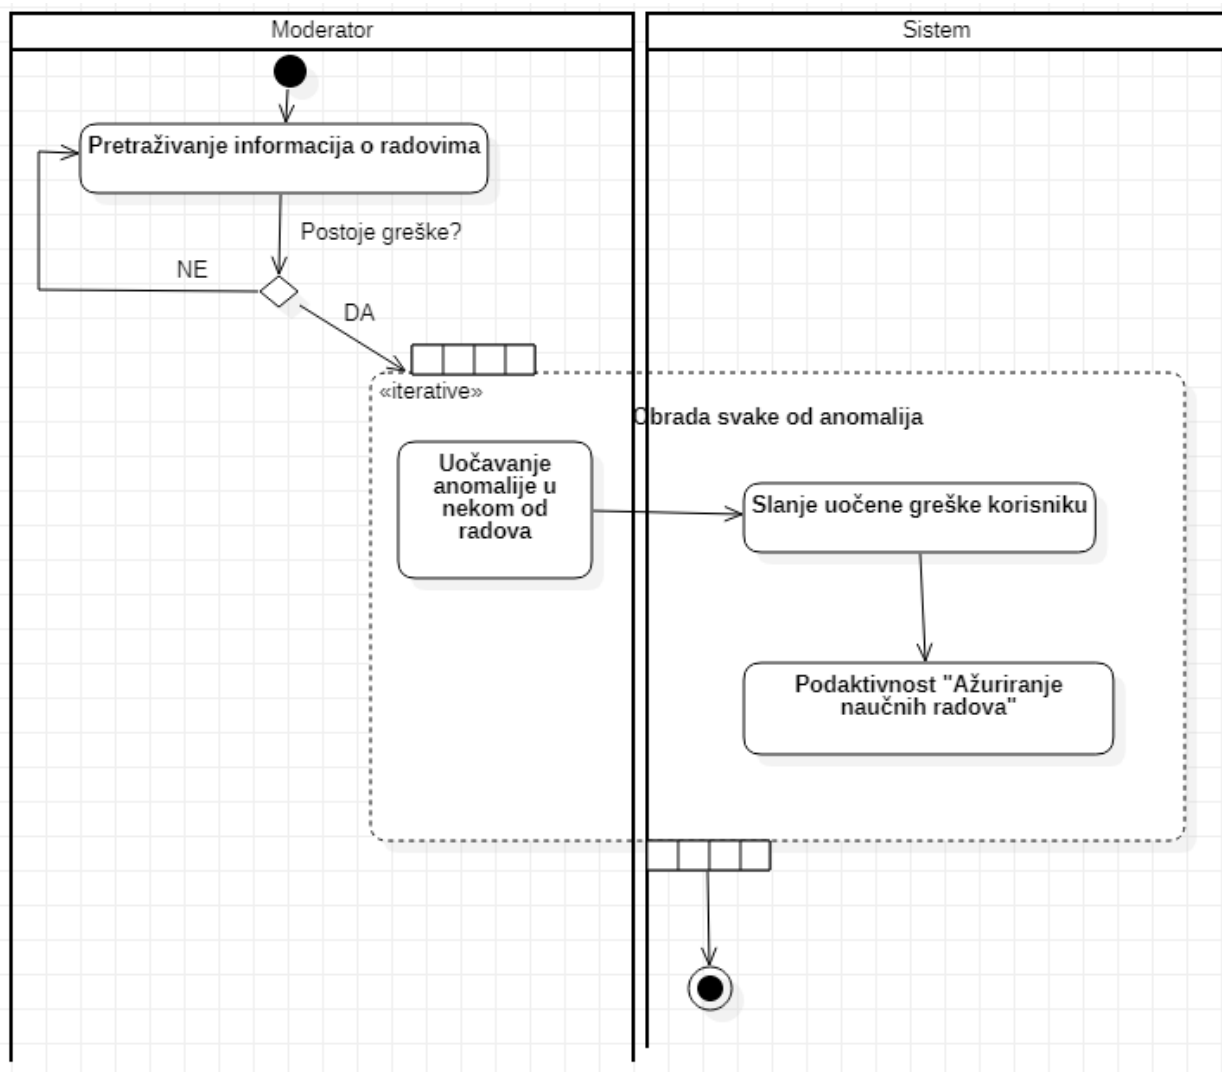 Moderator
Sistem
Pretraživanje informacija o radovima
Postoje greške?
NE
DA
«iterative»
Obrada svake od anomalija
Uočavanje
anomalije u
nekom od
radova
Slanje uočene greške korisniku
Podaktivnost "Ažuriranje
naučnih radova"